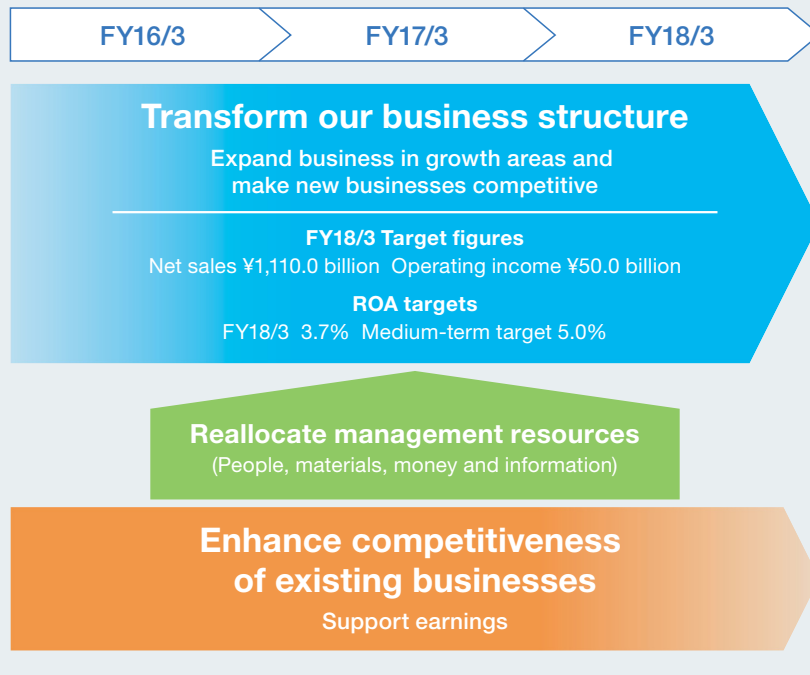 FY16/3
FY17/3
FY18/3
Transform our business structure
Expand business in growth areas and
make new businesses competitive
FY18/3 Target figures
Net sales ¥1,110.0 billion  Operating income ¥50.0 billion
ROA targets
FY18/3  3.7%  Medium-term target 5.0%
Reallocate management resources
(People, materials, money and information)
Enhance competitiveness
of existing businesses
Support earnings